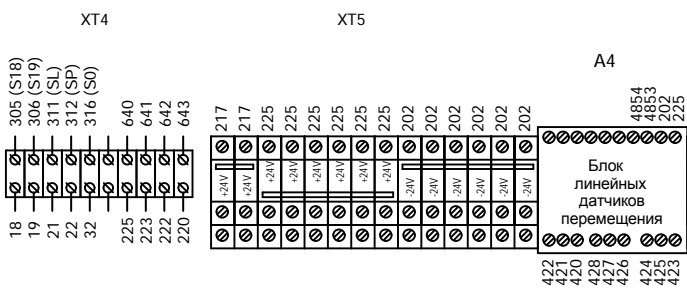 XT4
305 (S18)
306 (S19)
311 (SL)
312 (SP)
316 (S0)
640
641
642
643
18
19
21
22
32
225
223
222
220
XT5
217
217
225
225
225
225
225
225
202
202
202
202
202
202
+24V
+24V
+24V
+24V
+24V
+24V
+24V
+24V
-24V
-24V
-24V
-24V
-24V
-24V
A4
4854
4853
202
225
Блок
линейных
датчиков
перемещения
422
421
420
428
427
426
424
425
423